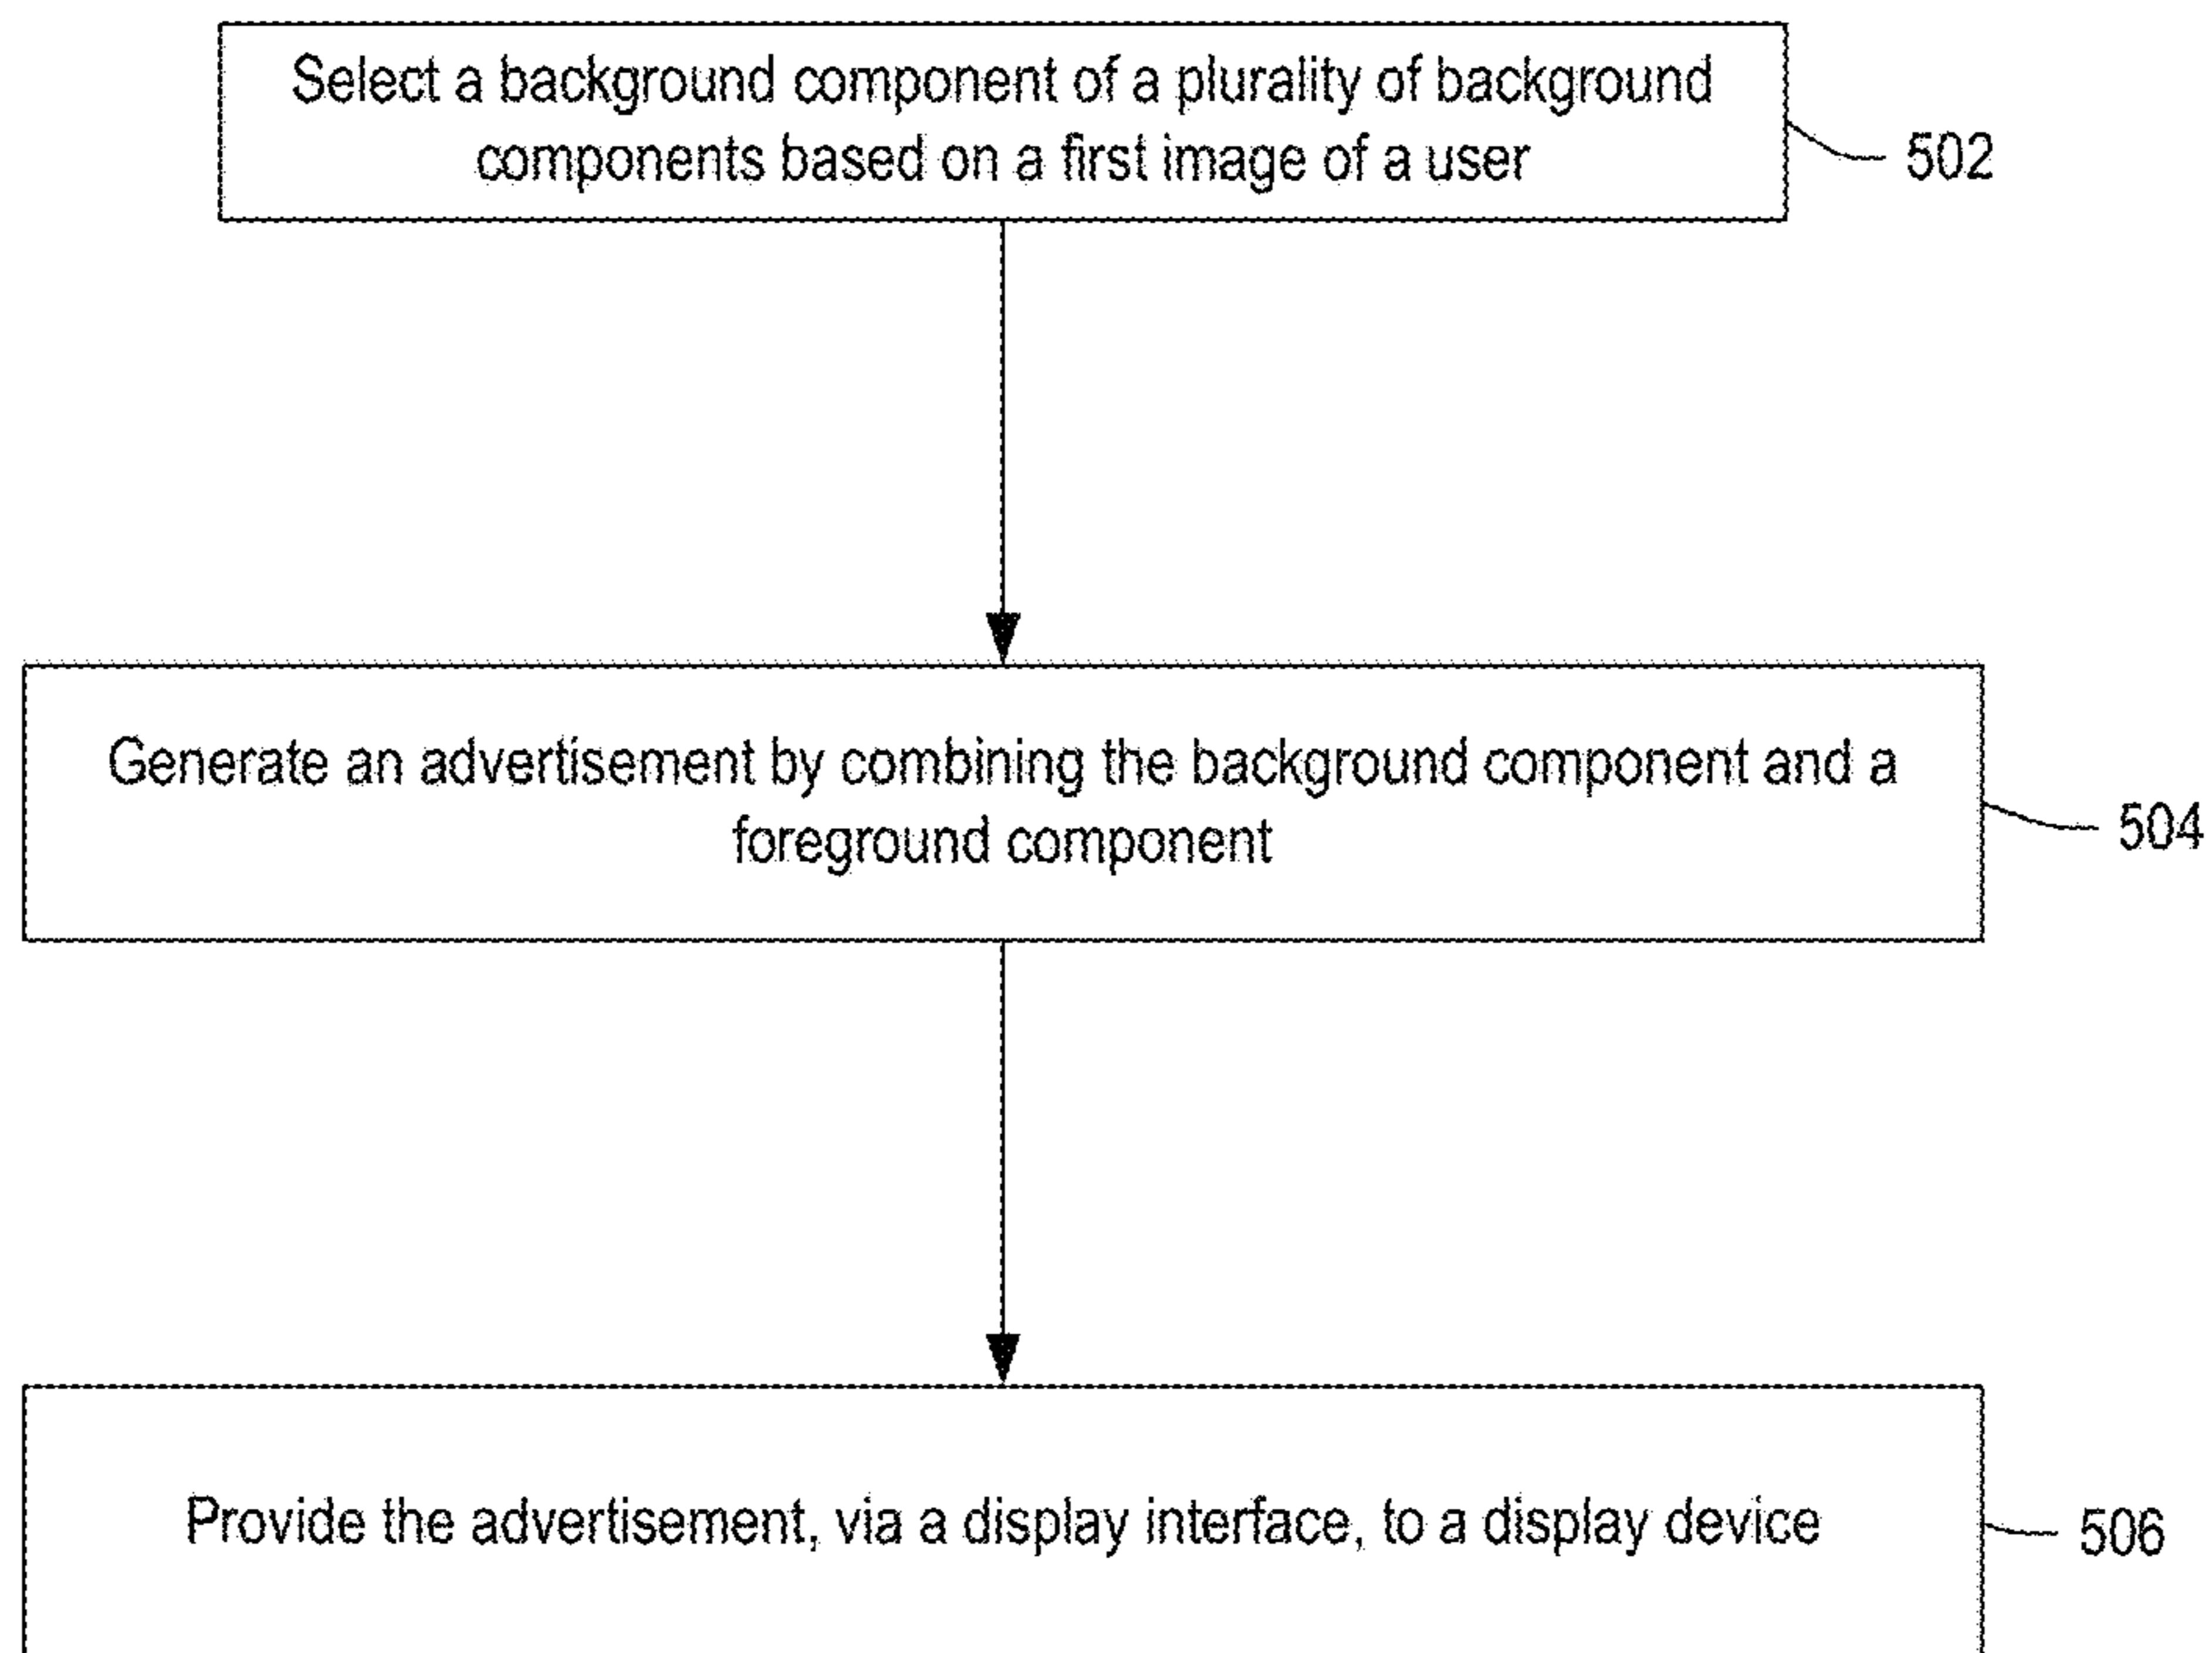 Select a background component of a plurality of background
components based on a first image of a user
502
Generate an advertisement by combining the background component and a
foreground component
504
Provide the advertisement, via a display interface, to a display device
506